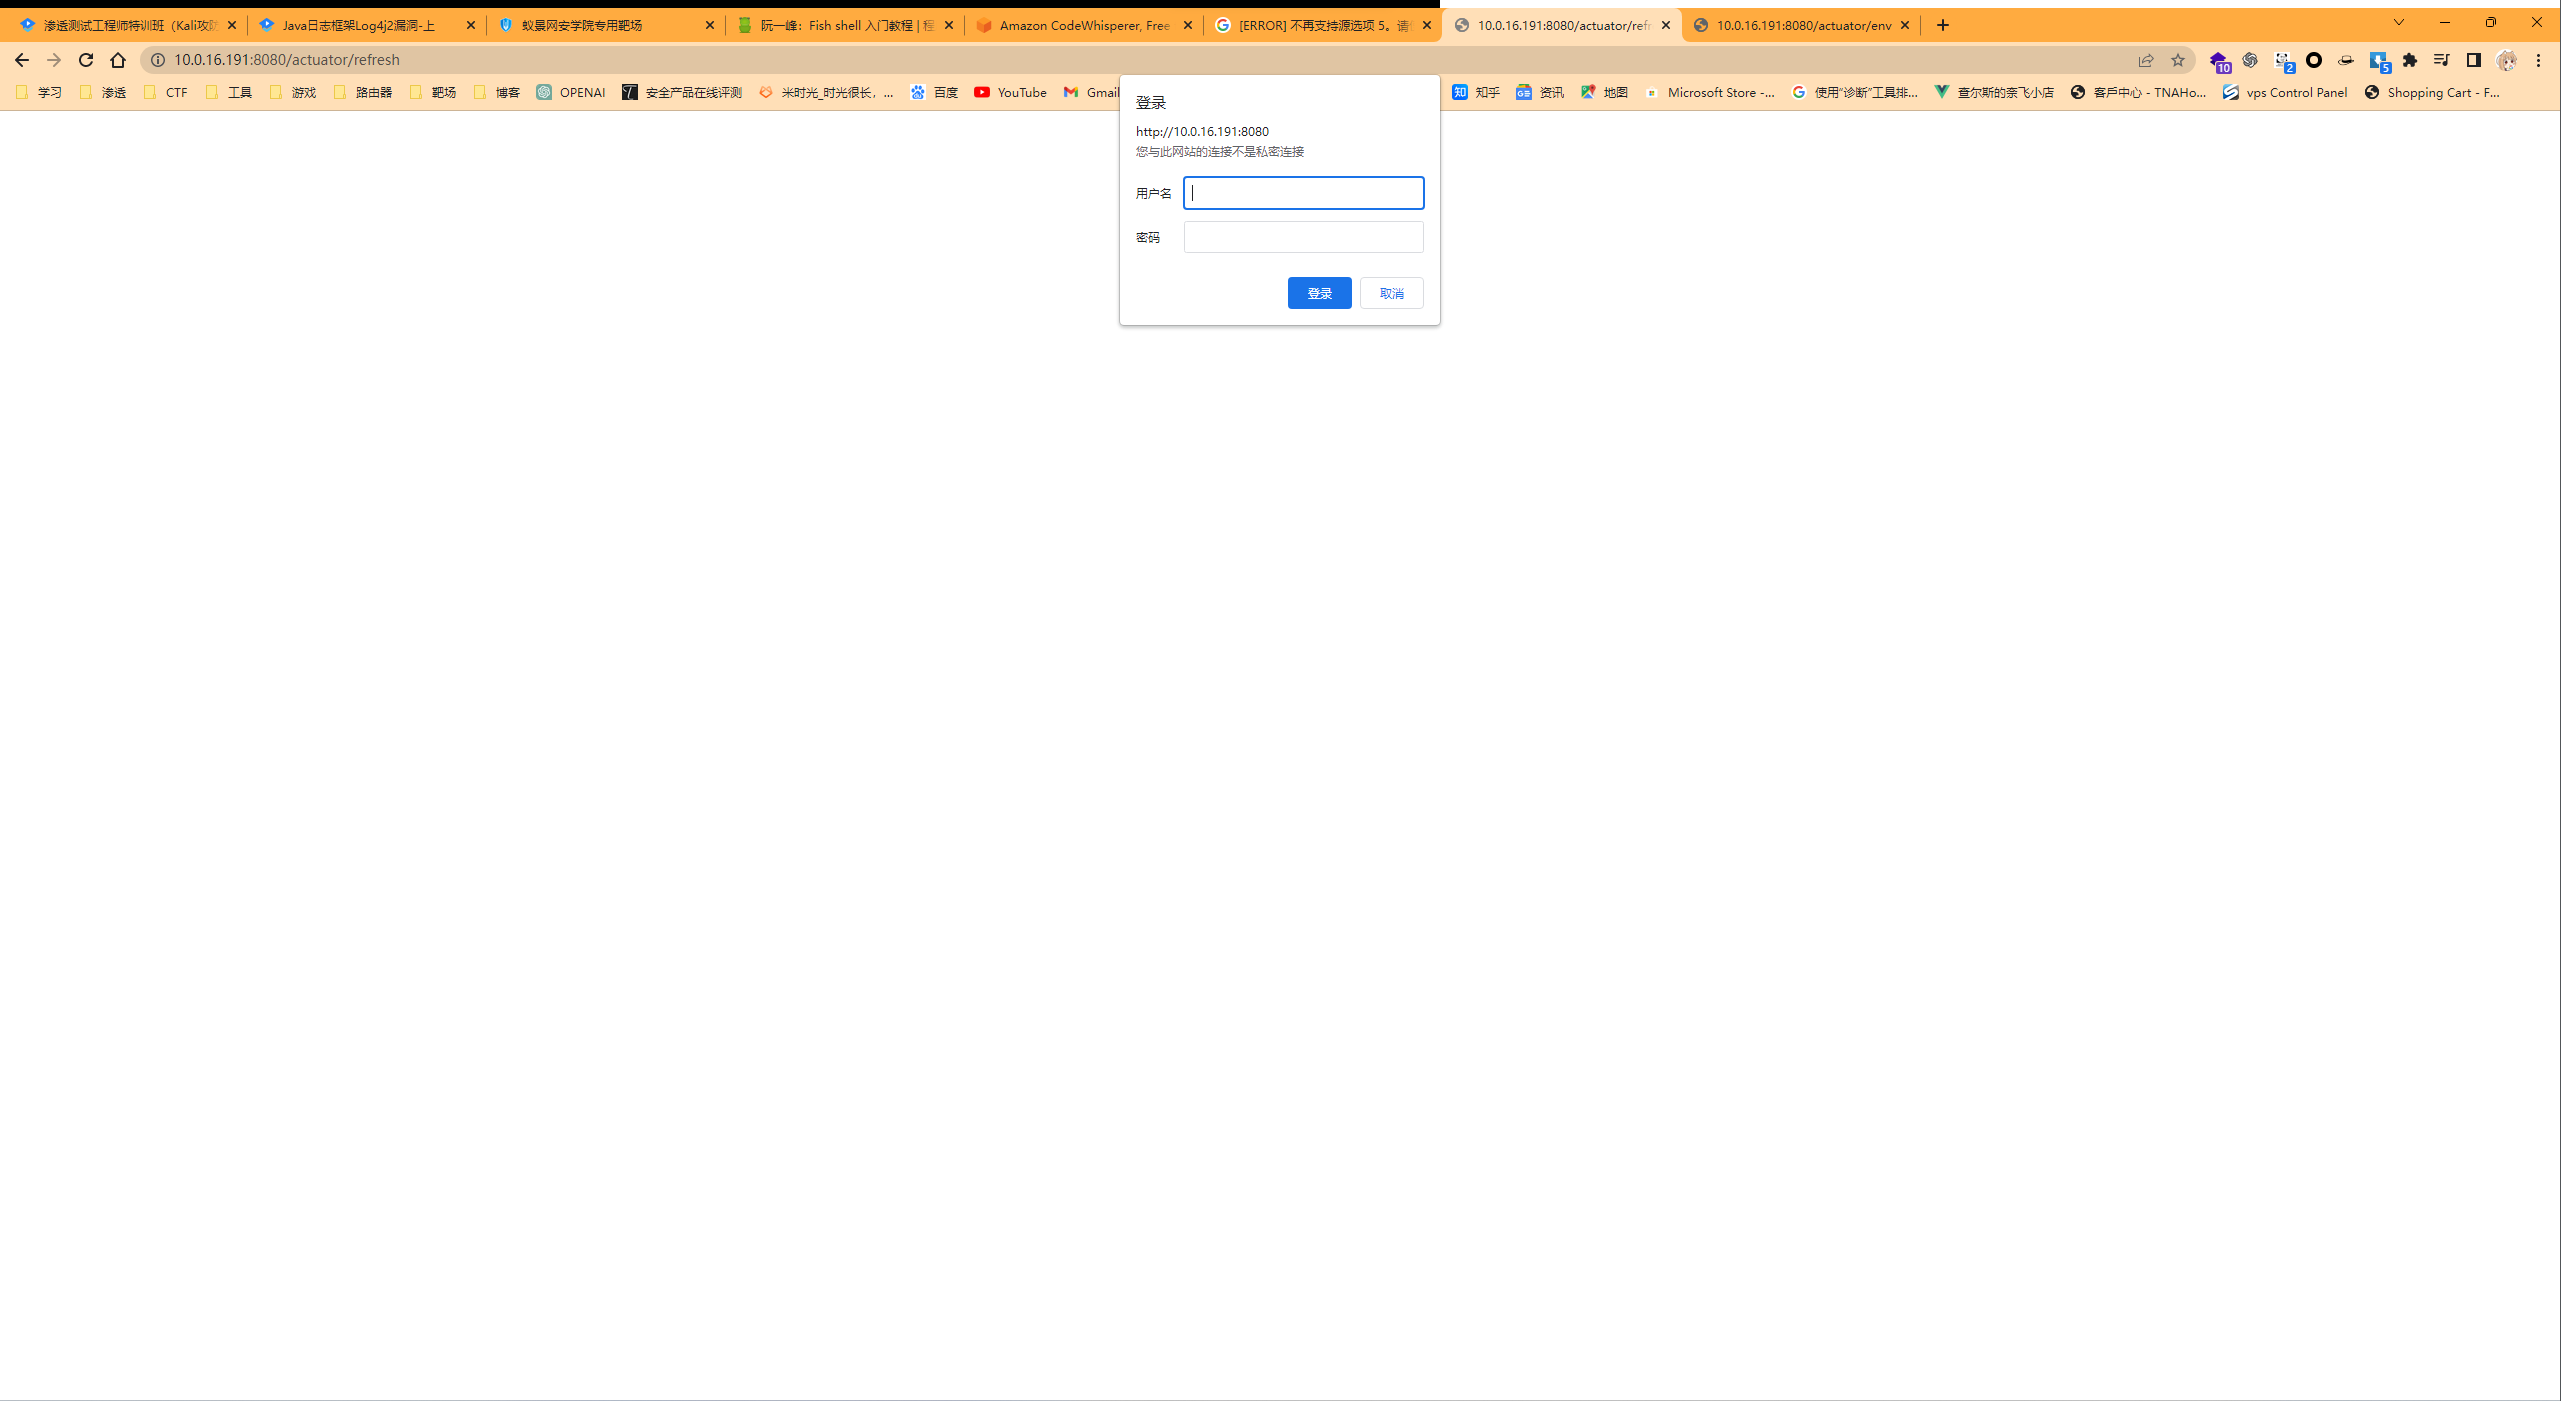 渗透测试工程师特训班（Kali攻防
Java日志框架Log4j2漏洞-上
蚁景网安学院专用靶场
阮一峰：Fish shell 入门教程 | 程
Amazon CodeWhisperer, Free
[ERROR] 不再支持源选项 5。请使
10.0.16.191:8080/actuator/refr
10.0.16.191:8080/actuator/env
10.0.16.191:8080/actuator/refresh
10
2
5
学习
渗透
CTF
工具
游戏
路由器
靶场
博客
OPENAI
安全产品在线评测
米时光_时光很长，...
百度
YouTube
Gmail
知乎
资讯
地图
Microsoft Store -...
使用“诊断”工具排...
查尔斯的奈飞小店
客戶中心 - TNAHo...
vps Control Panel
Shopping Cart - F...
登录
http://10.0.16.191:8080
您与此网站的连接不是私密连接
用户名
密码
登录
取消